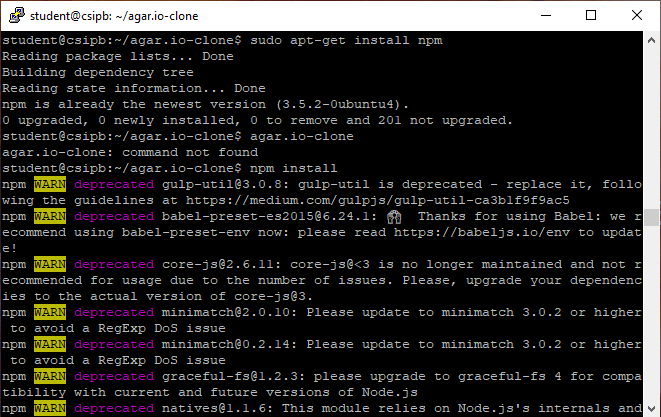 student@csipb: ~/agar.io-clone
student@csipb:~/agar.io-clone$ sudo apt-get install npm
Reading package lists... Done
Building dependency tree
Reading state information... Done
npm is already the newest version (3.5.2-0ubuntu4).
0 upgraded, 0 newly installed, 0 to remove and 201 not upgraded.
student@csipb:~/agar.io-clone$ agar.io-clone
agar.io-clone: command not found
student@csipb:~/agar.io-clone$ npm install
npm WARN deprecated gulp-util@3.0.8: gulp-util is deprecated - replace it, follo
wing the guidelines at https://medium.com/gulpjs/gulp-util-ca3b1f9f9ac5
npm WARN deprecated babel-preset-es2015@6.24.1: 🙌  Thanks for using Babel: we r
ecommend using babel-preset-env now: please read https://babeljs.io/env to updat
e!
npm WARN deprecated core-js@2.6.11: core-js@<3 is no longer maintained and not r
ecommended for usage due to the number of issues. Please, upgrade your dependenc
ies to the actual version of core-js@3.
npm WARN deprecated minimatch@2.0.10: Please update to minimatch 3.0.2 or higher
 to avoid a RegExp DoS issue
npm WARN deprecated minimatch@0.2.14: Please update to minimatch 3.0.2 or higher
 to avoid a RegExp DoS issue
npm WARN deprecated graceful-fs@1.2.3: please upgrade to graceful-fs 4 for compa
tibility with current and future versions of Node.js
npm WARN deprecated natives@1.1.6: This module relies on Node.js's internals and